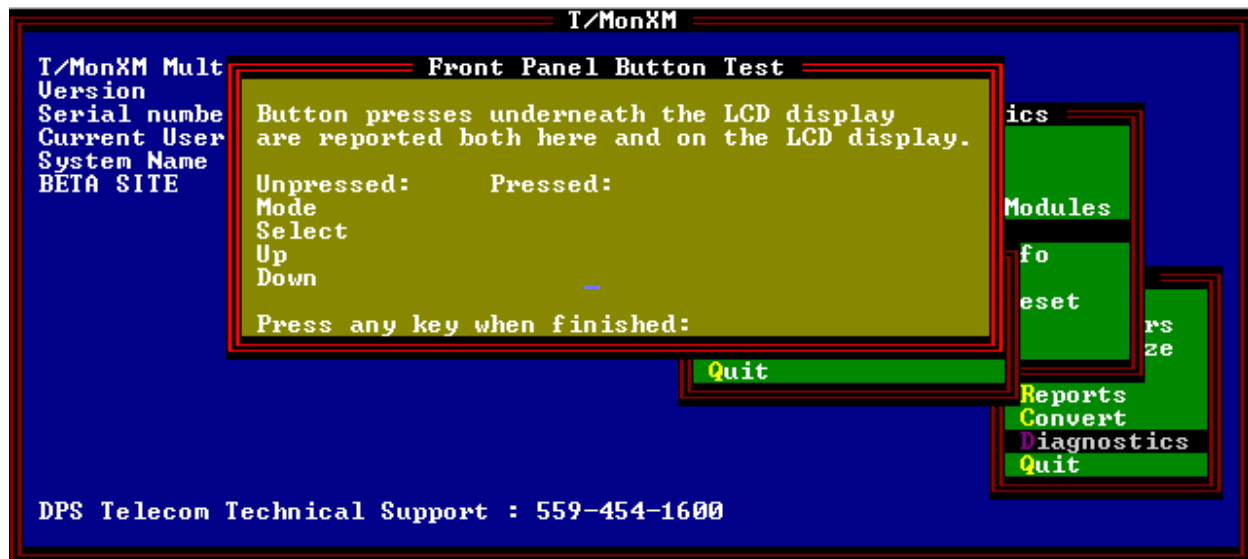 T/MonXM
T/MonXM Mult
Version
Serial numbe
Current User
System Name
BETA SITE
Front Panel Button Test
Button presses underneath the LCD display
are reported both here and on the LCD display.
Unpressed: Pressed:
Mode
Select
Up
Down
Press any key when finished:
ics
Modules
fo
eset
Quit
rs
ze
Reports
Convert
Diagnostics
Quit
DPS Telecom Technical Support : 559-454-1600